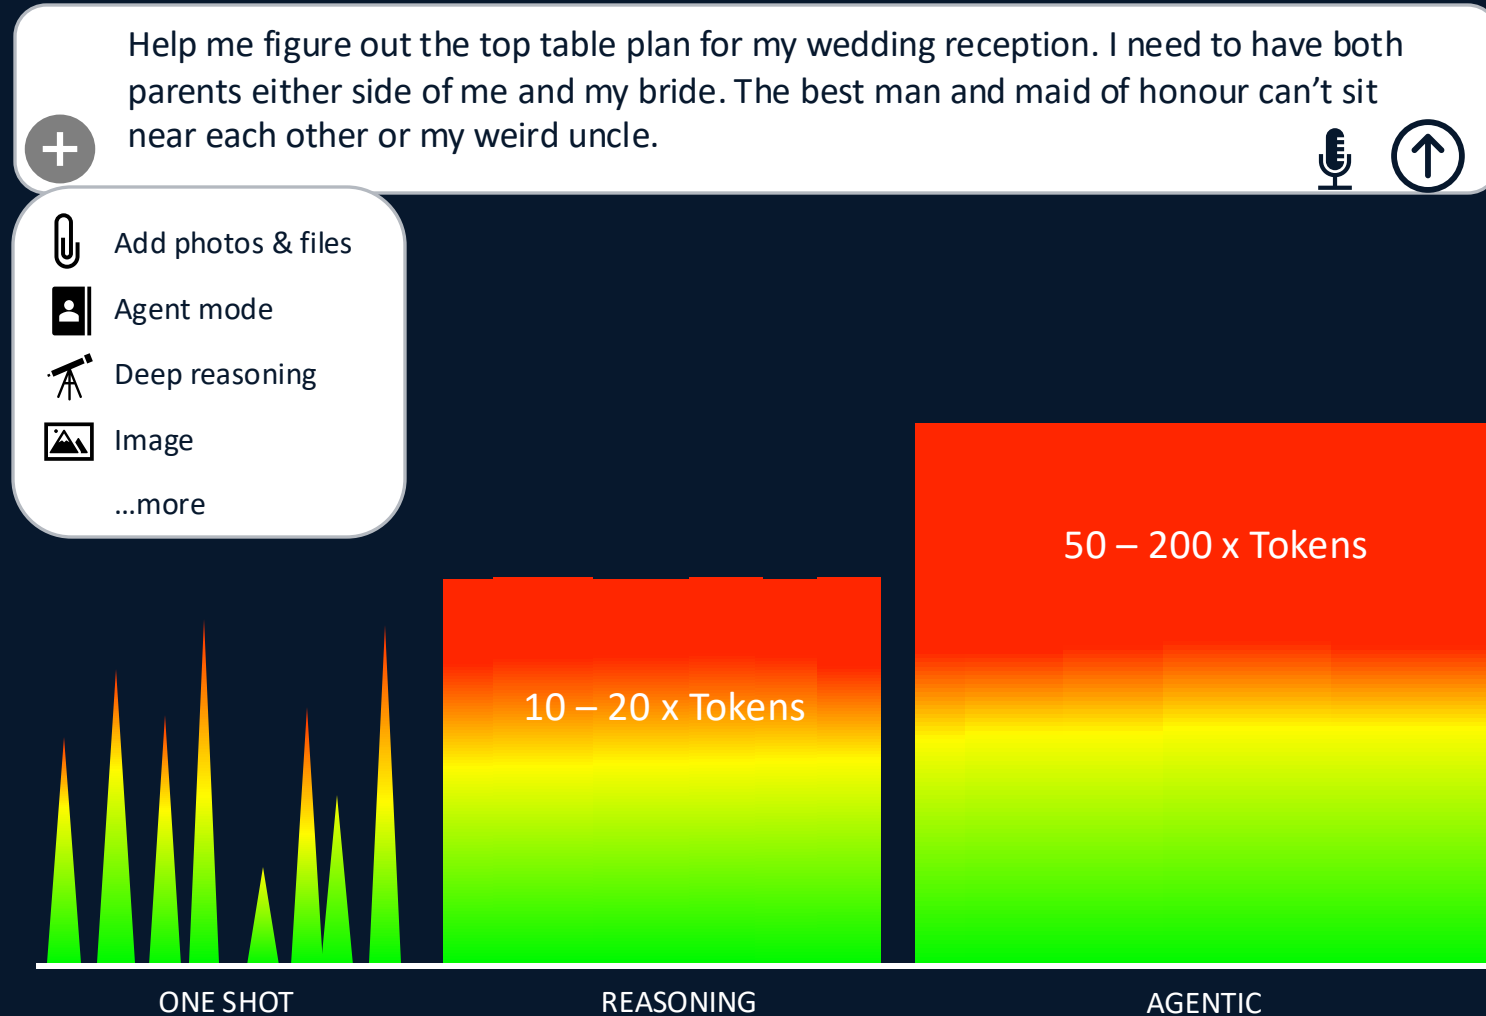 Help me figure out the top table plan for my wedding reception. I need to have both
parents either side of me and my bride. The best man and maid of honour can’t sit
near each other or my weird uncle.
Add photos & files
Agent mode
Deep reasoning
Image
...more
50 – 200 x Tokens
10 – 20 x Tokens
ONE SHOT
REASONING
AGENTIC